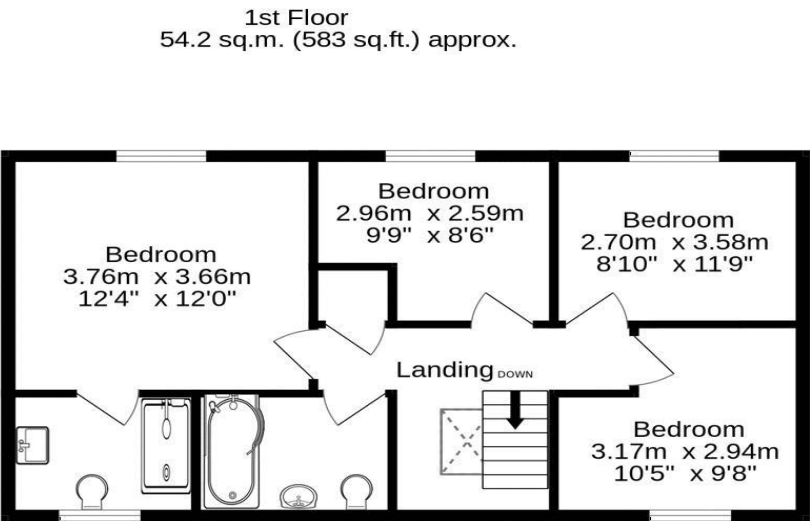 1st Floor
54.2 sq.m. (583 sq.ft.) approx.
Bedroom
3.76m x 3.66m
12'4" x 12'0"
Bedroom
2.96m x 2.59m
9'9" x 8'6"
Bedroom
2.70m x 3.58m
8'10" x 11'9"
Landing
DOWN
Bedroom
3.17m x 2.94m
10'5" x 9'8"